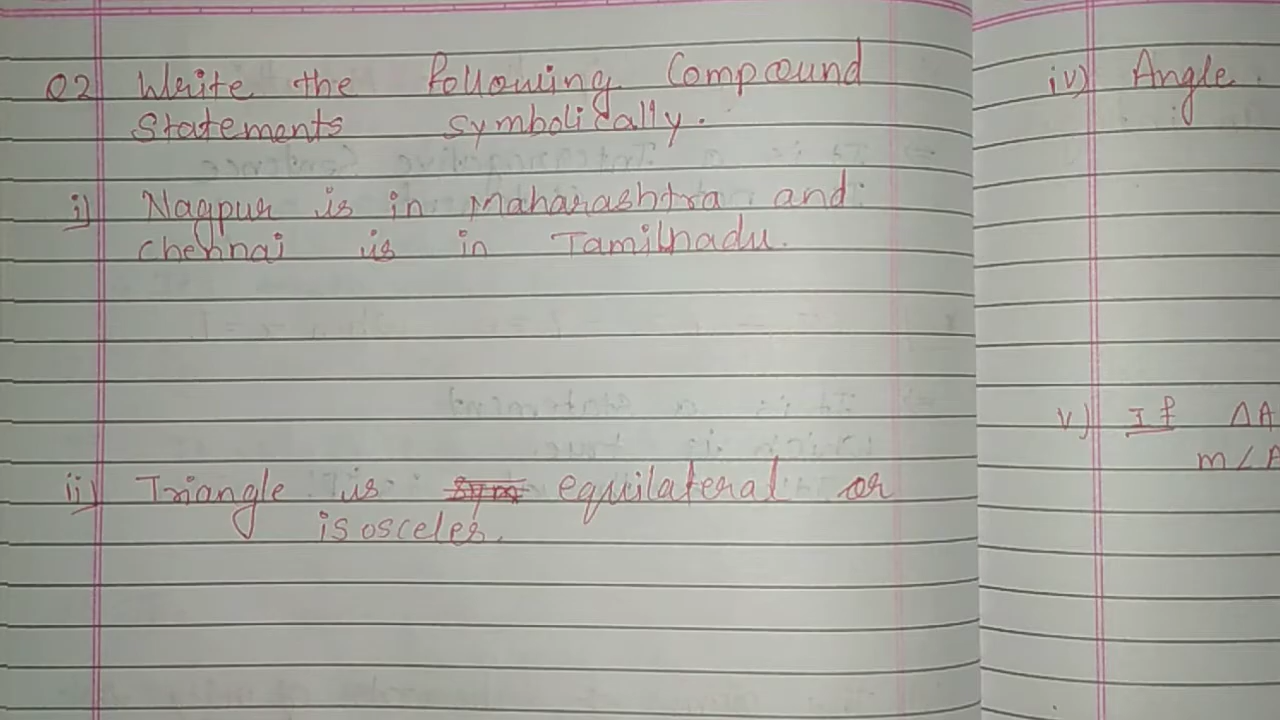 Q2 Write the following Compound
Statements symbolically.
i) Nagpur is in Maharashtra and
Chennai is in Tamilnadu.
ii) Triangle is equilateral or
isosceles.
iv) Angle
v) If ΔA
m∠A